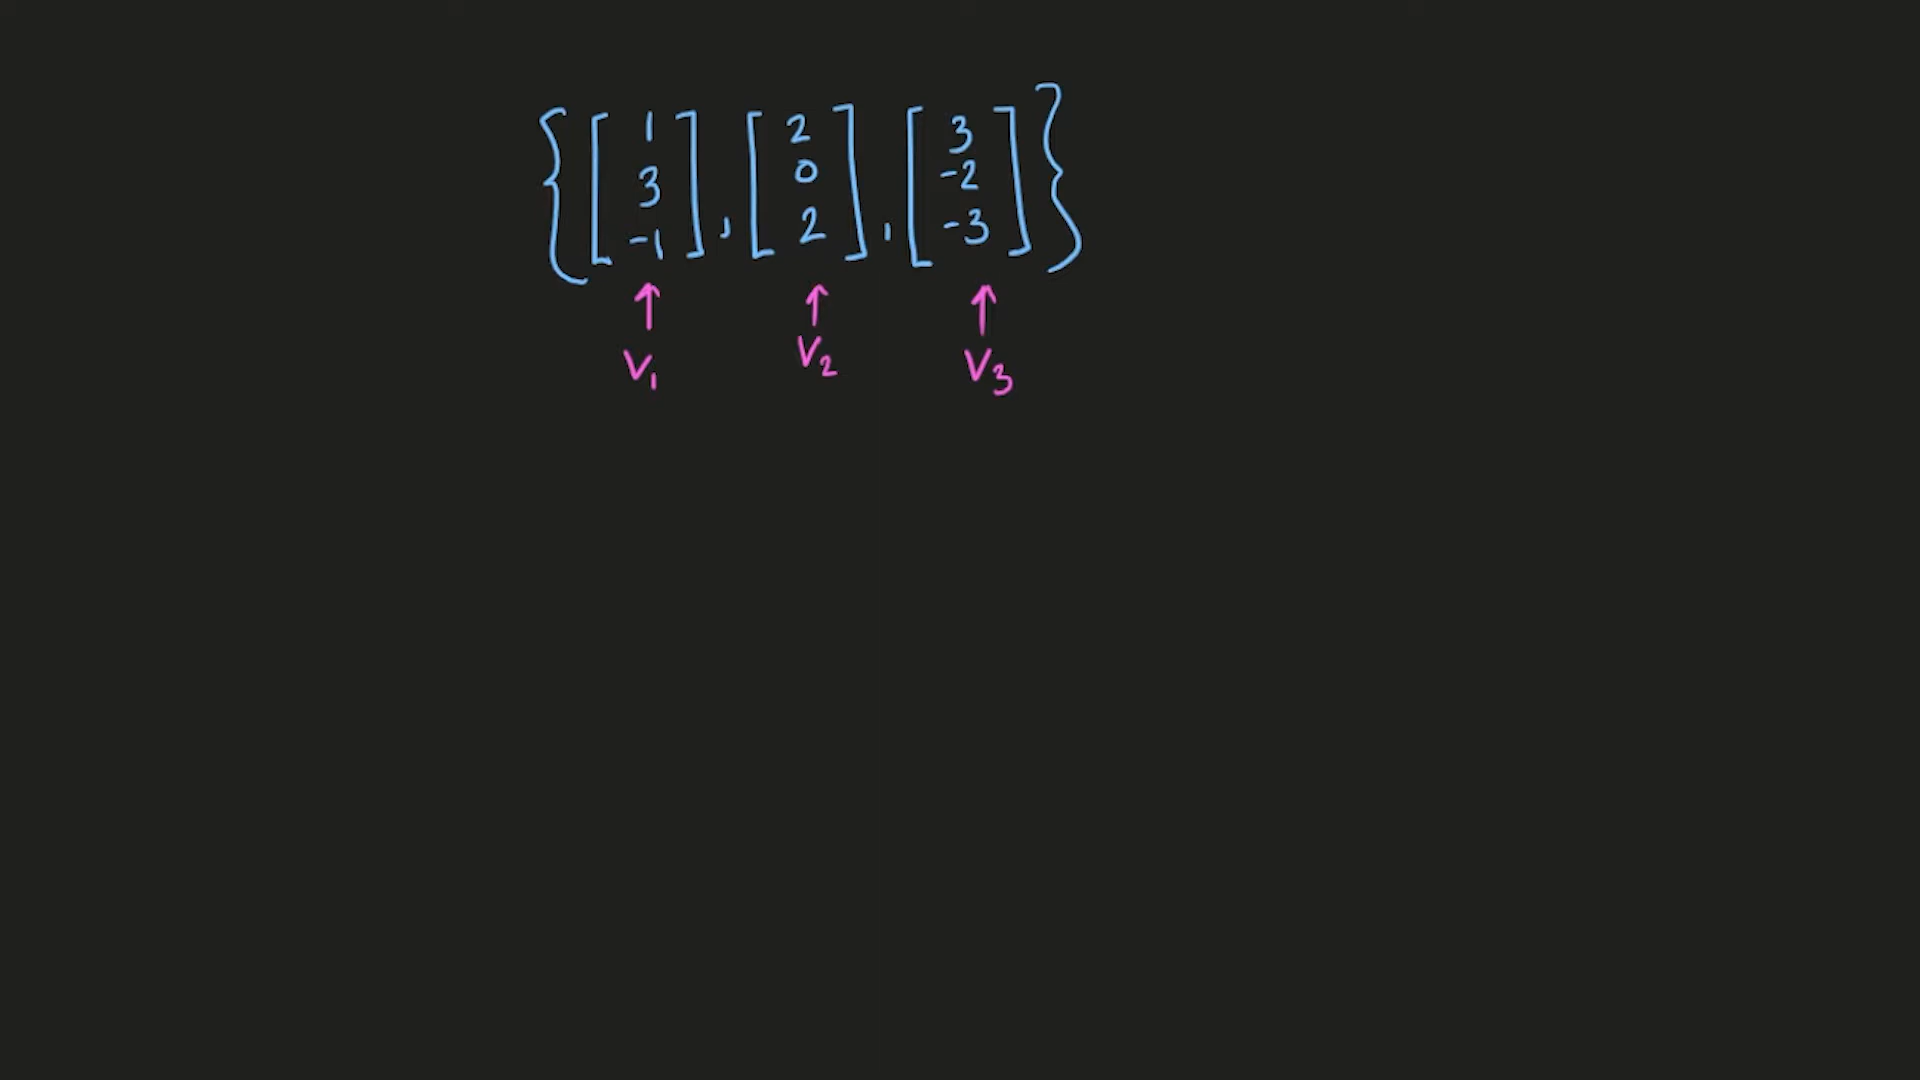 {[1 3 -1], [2 0 2], [3 -2 -3]}
↑ ↑ ↑
V₁ V₂ V₃